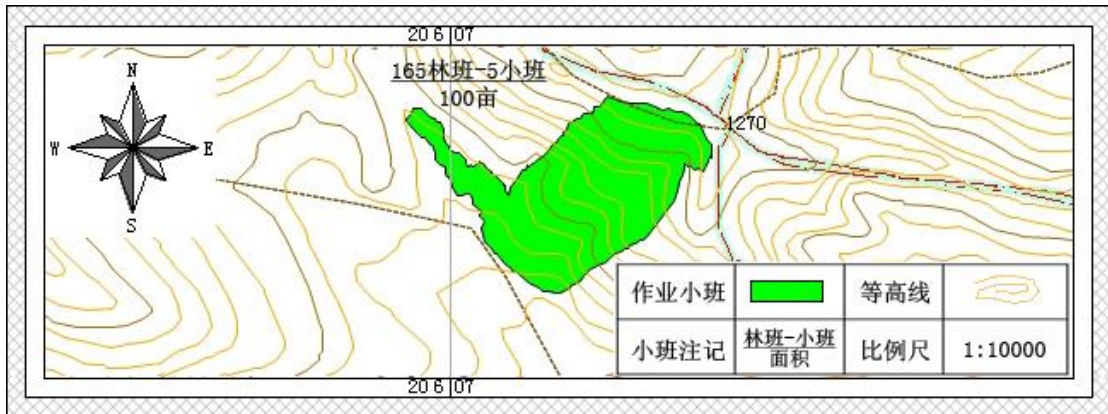 20 6 07
165林班-5小班
100亩
N
W
E
S
1270
作业小班
等高线
小班注记
林班-小班
面积
比例尺
1:10000
20 6 07